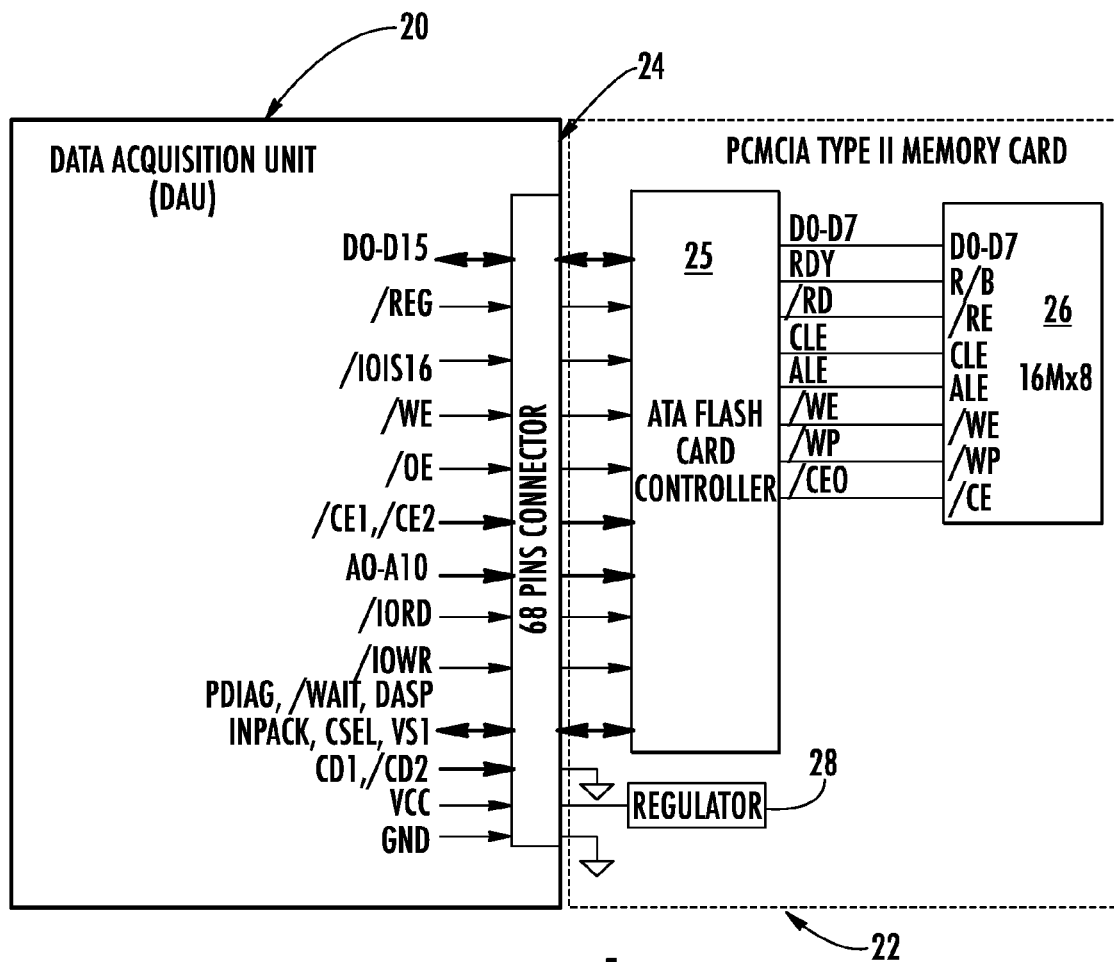 20
24
DATA ACQUISITION UNIT
(DAU)
PCMCIA TYPE II MEMORY CARD
D0-D15
/REG
/IOIS16
/WE
/OE
/CE1,/CE2
A0-A10
/IORD
/IOWR
PDIAG, /WAIT, DASP
INPACK, CSEL, VS1
CD1,/CD2
VCC
GND
68 PINS CONNECTOR
25
ATA FLASH
CARD
CONTROLLER
D0-D7
RDY
/RD
CLE
ALE
/WE
/WP
/CE0
D0-D7
R/B
/RE
CLE
ALE
/WE
/WP
/CE
26
16Mx8
REGULATOR
28
22